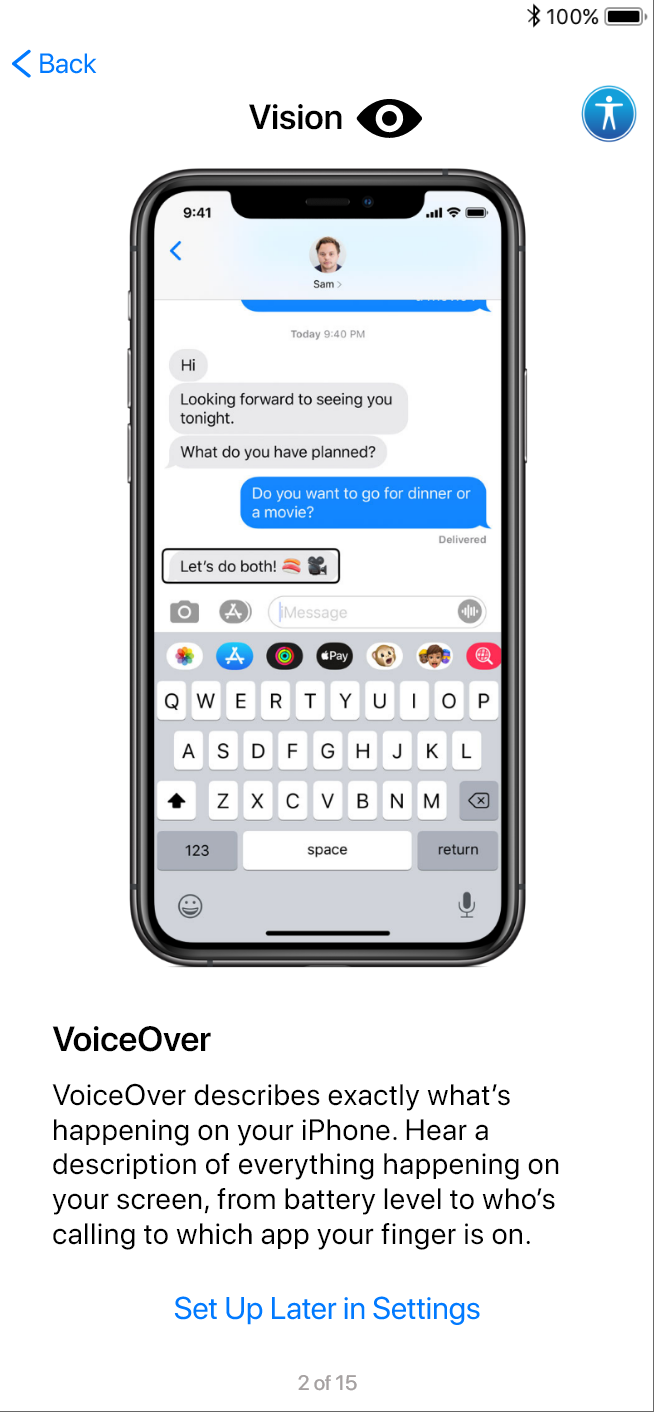 100%
Back
Vision
9:41
Sam
Today 9:40 PM
Hi
Looking forward to seeing you
tonight.
What do you have planned?
Do you want to go for dinner or
a movie?
Delivered
Let's do both! 🍣 🎥
iMessage
Pay
Q W E R T Y U I O P
A S D F G H J K L
Z X C V B N M
123 space return
VoiceOver
VoiceOver describes exactly what's
happening on your iPhone. Hear a
description of everything happening on
your screen, from battery level to who's
calling to which app your finger is on.
Set Up Later in Settings
2 of 15